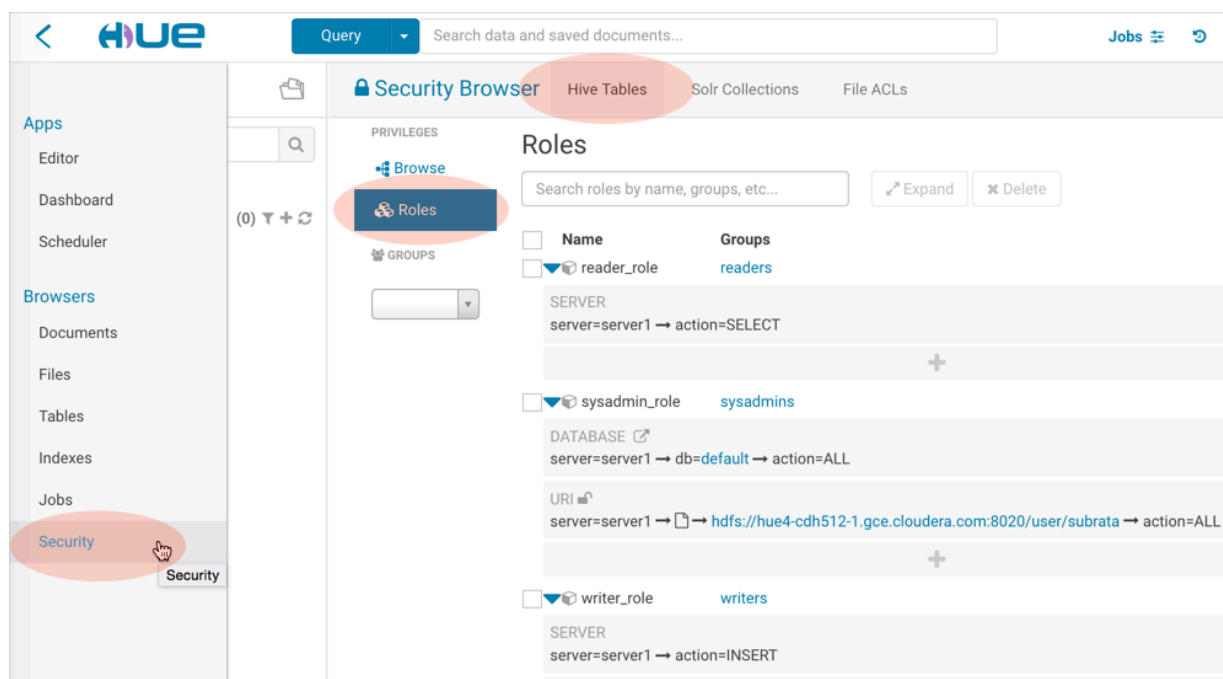 HUE
Query
Search data and saved documents...
Jobs
Security Browser
Hive Tables
Solr Collections
File ACLs
Apps
Editor
Dashboard
Scheduler
Browsers
Documents
Files
Tables
Indexes
Jobs
Security
Security
(0)
PRIVILEGES
Browse
Roles
GROUPS
Roles
Search roles by name, groups, etc...
Expand
Delete
Name Groups
reader_role readers
SERVER
server=server1 → action=SELECT
sysadmin_role sysadmins
DATABASE
server=server1 → db=default → action=ALL
URI
server=server1 → → hdfs://hue4-cdh512-1.gce.cloudera.com:8020/user/subrata → action=ALL
writer_role writers
SERVER
server=server1 → action=INSERT